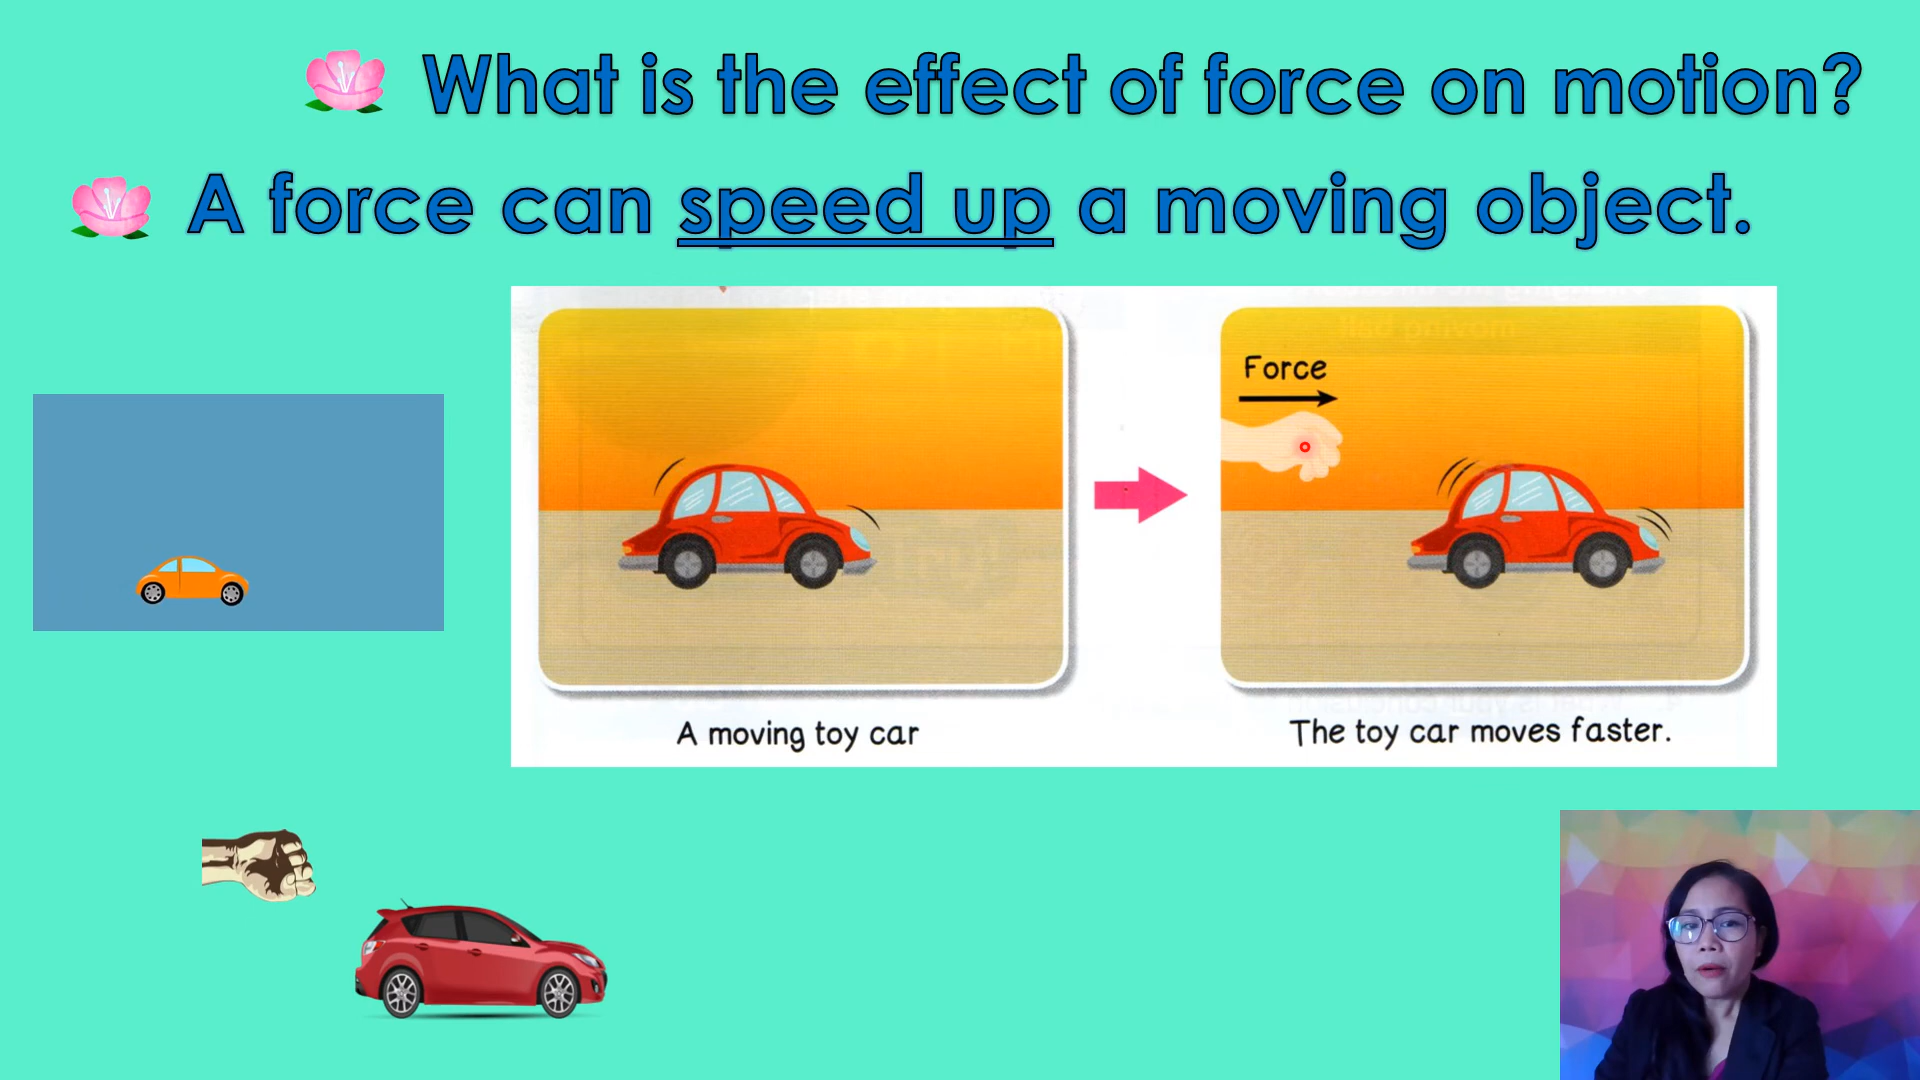 What is the effect of force on motion?
A force can speed up a moving object.
Force
A moving toy car
The toy car moves faster.